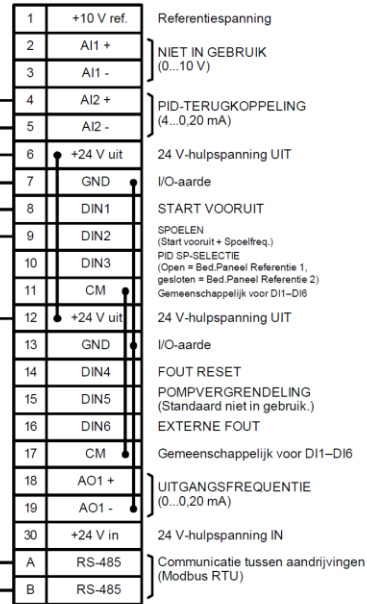 1 +10 V ref. Referentiespanning
2 AI1 + NIET IN GEBRUIK
3 AI1 - (0...10 V)
4 AI2 + PID-TERUGKOPPELING
5 AI2 - (4...0,20 mA)
6 +24 V uit 24 V-hulpspanning UIT
7 GND I/O-aarde
8 DIN1 START VOORUIT
9 DIN2 SPOELEN
(Start vooruit + Spoelfreq.)
10 DIN3 PID SP-SELECTIE
(Open = Bed.Paneel Referentie 1,
gesloten = Bed.Paneel Referentie 2)
11 CM Gemeenschappelijk voor DI1–DI6
12 +24 V uit 24 V-hulpspanning UIT
13 GND I/O-aarde
14 DIN4 FOUT RESET
15 DIN5 POMPVERGRENDELING
(Standaard niet in gebruik.)
16 DIN6 EXTERNE FOUT
17 CM Gemeenschappelijk voor DI1–DI6
18 AO1 + UITGANGSFREQUENTIE
19 AO1 - (0...0,20 mA)
30 +24 V in 24 V-hulpspanning IN
A RS-485 Communicatie tussen aandrijvingen
B RS-485 (Modbus RTU)